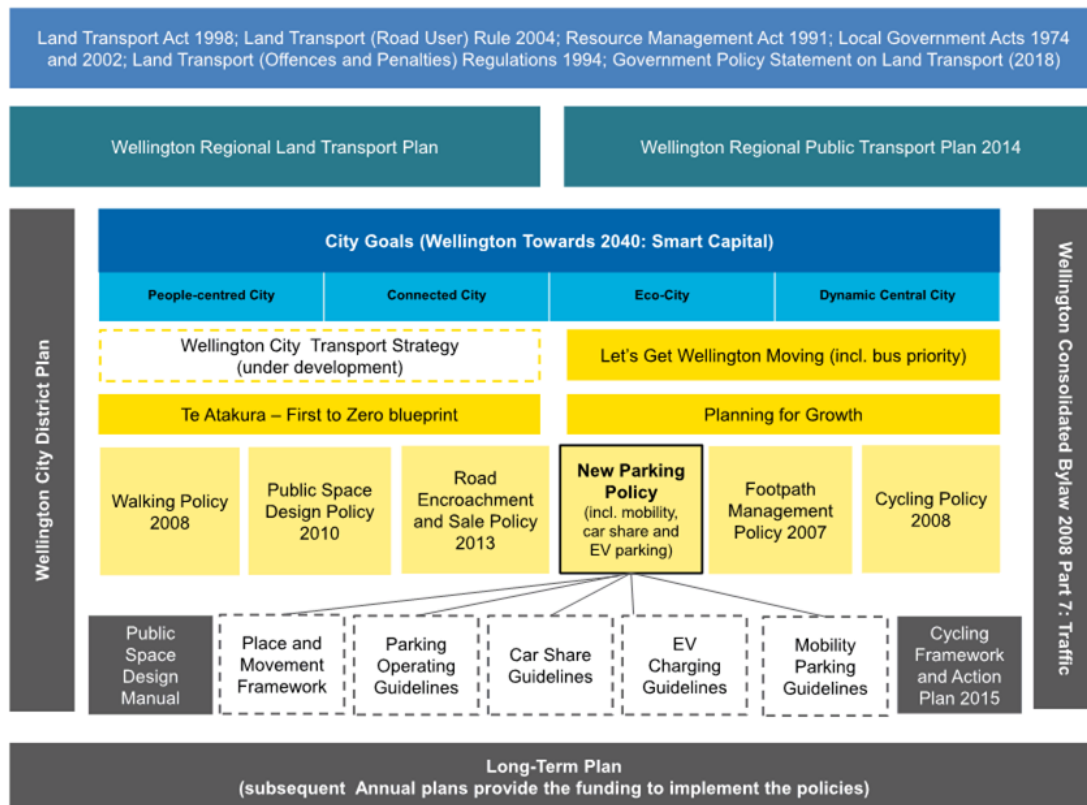 Land Transport Act 1998; Land Transport (Road User) Rule 2004; Resource Management Act 1991; Local Government Acts 1974
and 2002; Land Transport (Offences and Penalties) Regulations 1994; Government Policy Statement on Land Transport (2018)
Wellington Regional Land Transport Plan
Wellington Regional Public Transport Plan 2014
Wellington City District Plan
City Goals (Wellington Towards 2040: Smart Capital)
People-centred City
Connected City
Eco-City
Dynamic Central City
Wellington City Transport Strategy
(under development)
Let's Get Wellington Moving (incl. bus priority)
Te Atakura – First to Zero blueprint
Planning for Growth
Walking Policy
2008
Public Space
Design Policy
2010
Road
Encroachment
and Sale Policy
2013
New Parking
Policy
(incl. mobility,
car share and
EV parking)
Footpath
Management
Policy 2007
Cycling Policy
2008
Public
Space
Design
Manual
Place and
Movement
Framework
Parking
Operating
Guidelines
Car Share
Guidelines
EV
Charging
Guidelines
Mobility
Parking
Guidelines
Cycling
Framework
and Action
Plan 2015
Wellington Consolidated Bylaw 2008 Part 7: Traffic
Long-Term Plan
(subsequent Annual plans provide the funding to implement the policies)